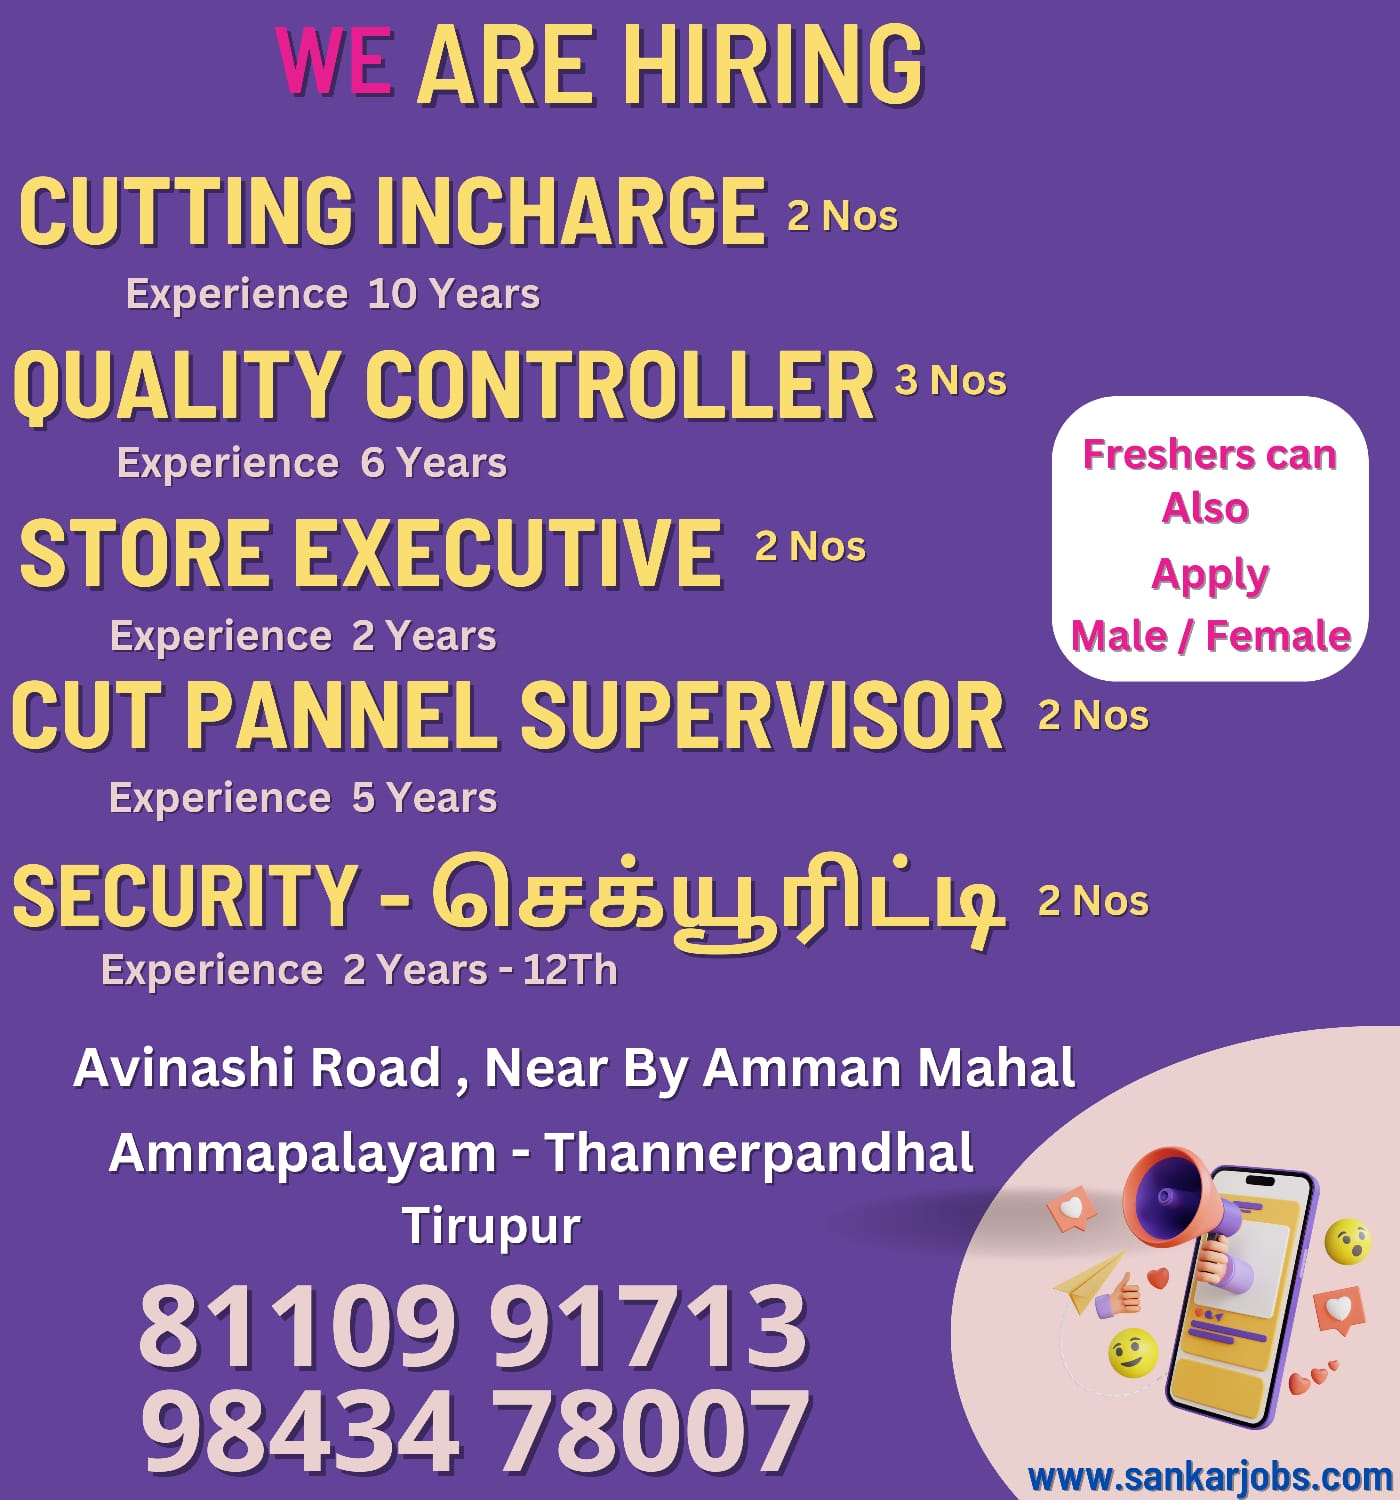 WE ARE HIRING
CUTTING INCHARGE 2 Nos
Experience 10 Years
QUALITY CONTROLLER 3 Nos
Experience 6 Years
STORE EXECUTIVE 2 Nos
Experience 2 Years
Freshers can
Also
Apply
Male / Female
CUT PANNEL SUPERVISOR 2 Nos
Experience 5 Years
SECURITY - செக்யூரிட்டி 2 Nos
Experience 2 Years - 12Th
Avinashi Road , Near By Amman Mahal
Ammapalayam - Thannerpandhal
Tirupur
81109 91713
98434 78007
www.sankarjobs.com